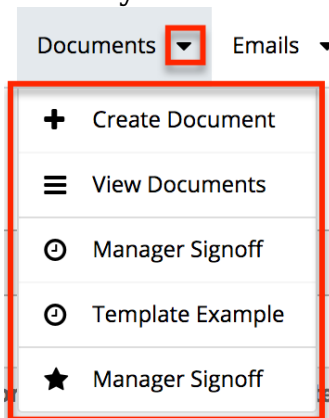 Documents Emails
Create Document
View Documents
Manager Signoff
Template Example
Manager Signoff